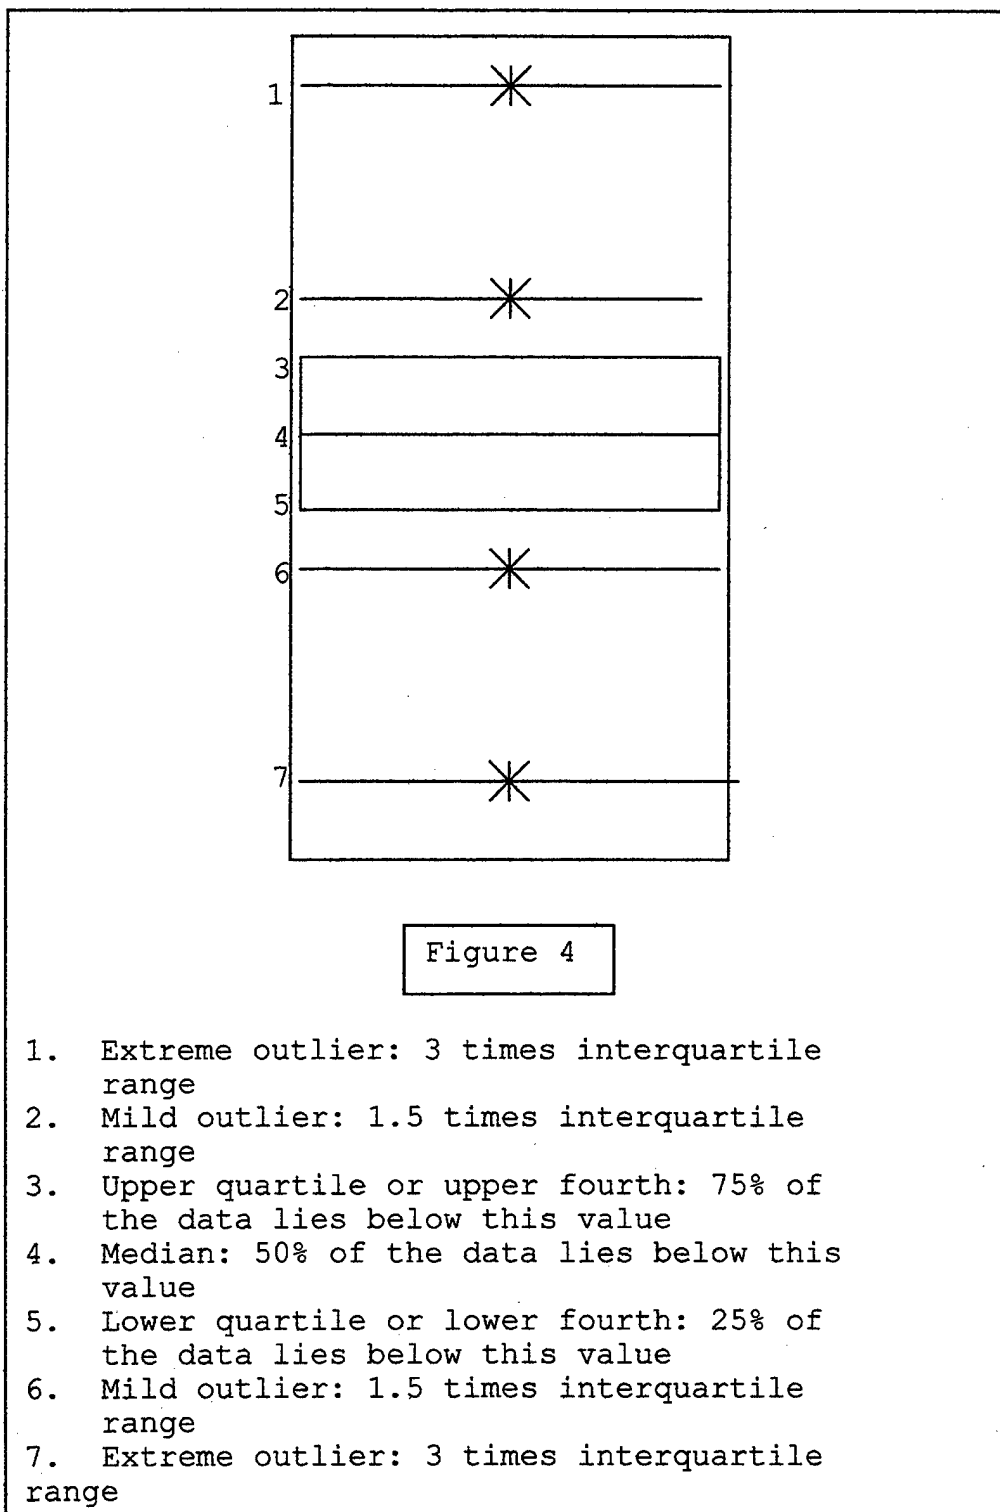 1
2
3
4
5
6
7
Figure 4
1. Extreme outlier: 3 times interquartile
range
2. Mild outlier: 1.5 times interquartile
range
3. Upper quartile or upper fourth: 75% of
the data lies below this value
4. Median: 50% of the data lies below this
value
5. Lower quartile or lower fourth: 25% of
the data lies below this value
6. Mild outlier: 1.5 times interquartile
range
7. Extreme outlier: 3 times interquartile
range